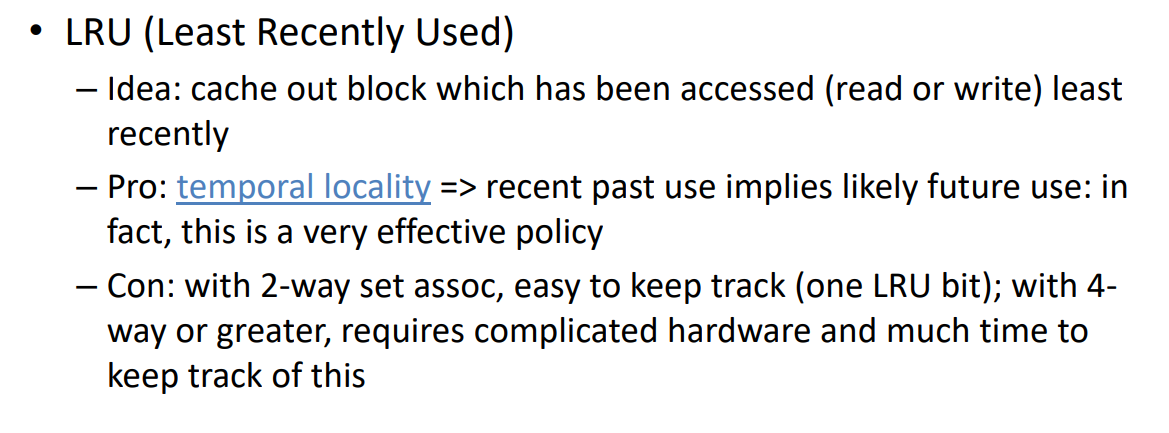 • LRU (Least Recently Used)
– Idea: cache out block which has been accessed (read or write) least
recently
– Pro: temporal locality => recent past use implies likely future use: in
fact, this is a very effective policy
– Con: with 2-way set assoc, easy to keep track (one LRU bit); with 4-
way or greater, requires complicated hardware and much time to
keep track of this